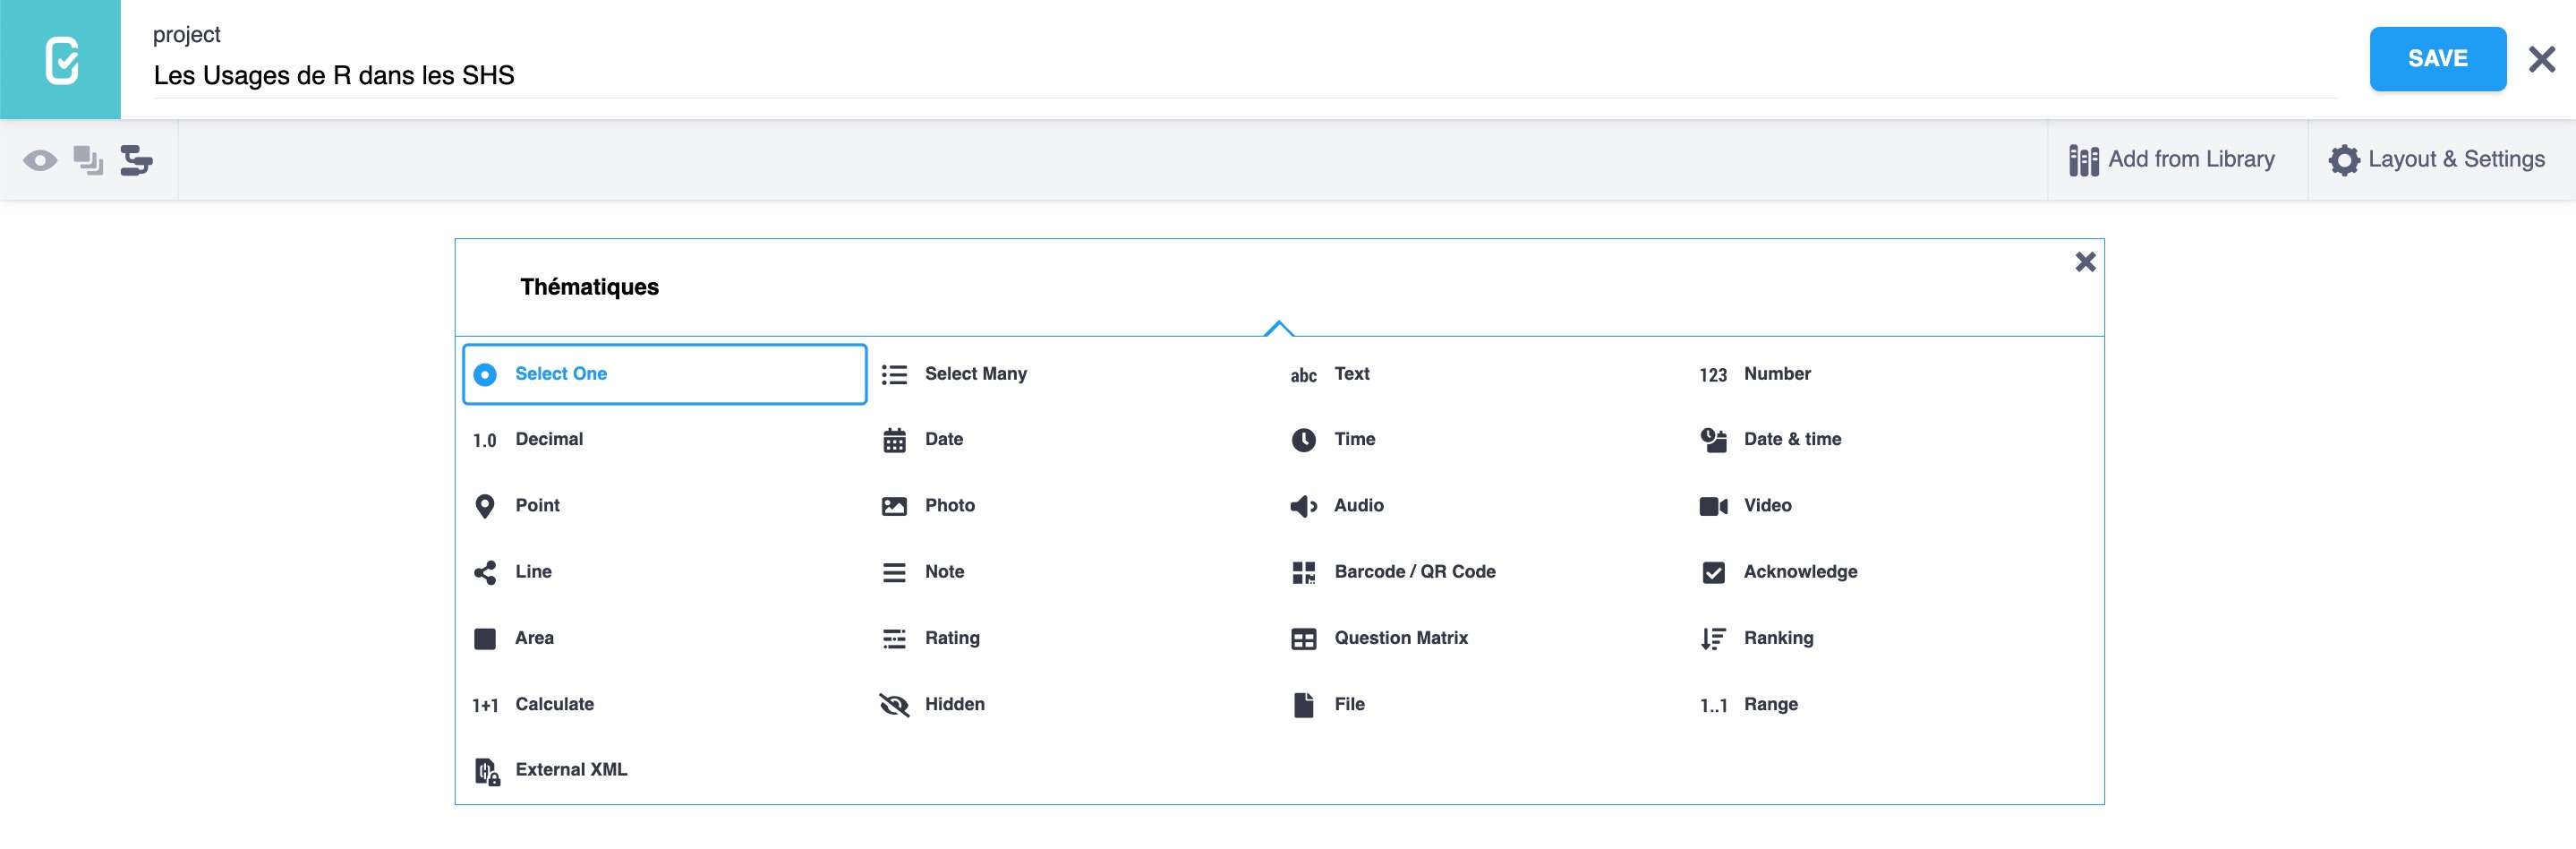 project
Les Usages de R dans les SHS
SAVE
Add from Library
Layout & Settings
Thématiques
Select One
Select Many
abc Text
123 Number
1.0 Decimal
Date
Time
Date & time
Point
Photo
Audio
Video
Line
Note
Barcode / QR Code
Acknowledge
Area
Rating
Question Matrix
Ranking
1+1 Calculate
Hidden
File
1..1 Range
External XML